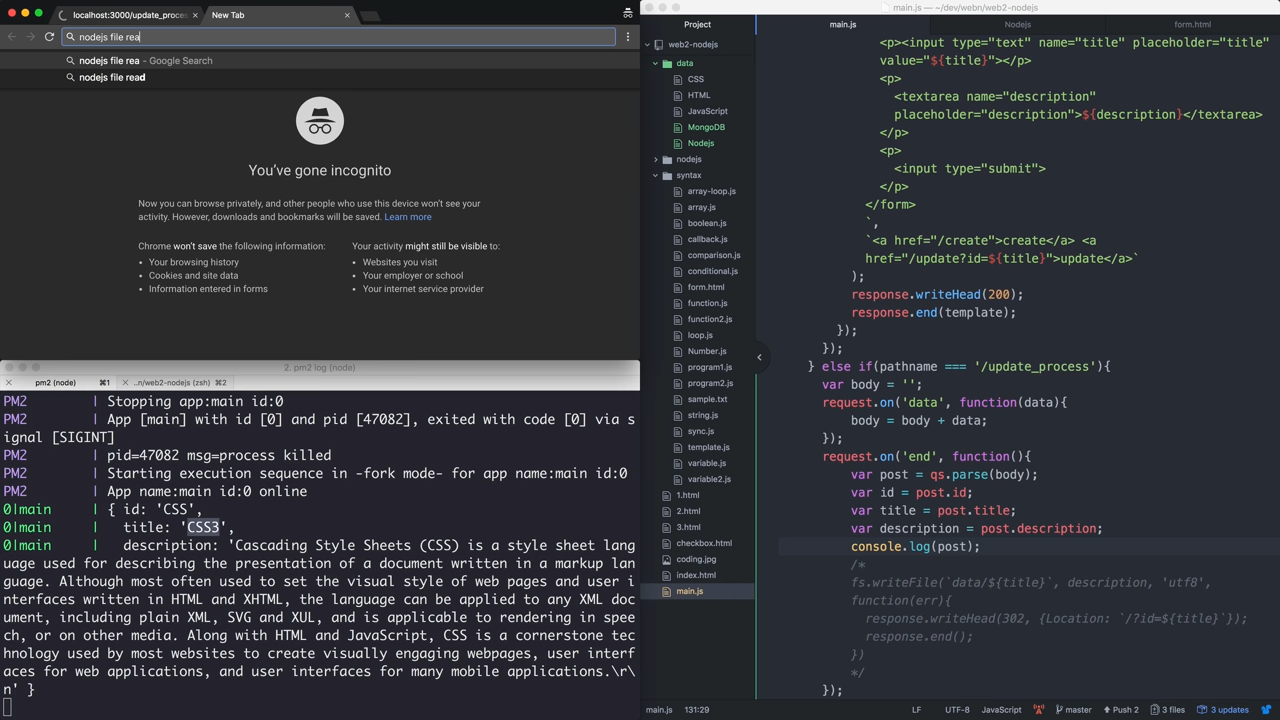 localhost:3000/update_proces
New Tab
nodejs file rea
nodejs file rea - Google Search
nodejs file read
You've gone incognito
Now you can browse privately, and other people who use this device won't see your
activity. However, downloads and bookmarks will be saved. Learn more
Chrome won't save the following information:
• Your browsing history
• Cookies and site data
• Information entered in forms
Your activity might still be visible to:
• Websites you visit
• Your employer or school
• Your internet service provider
2. pm2 log (node)
pm2 (node) ⌘1
..n/web2-nodejs (zsh) ⌘2
PM2 | Stopping app:main id:0
PM2 | App [main] with id [0] and pid [47082], exited with code [0] via s
ignal [SIGINT]
PM2 | pid=47082 msg=process killed
PM2 | Starting execution sequence in -fork mode- for app name:main id:0
PM2 | App name:main id:0 online
0|main | { id: 'CSS',
0|main | title: 'CSS3',
0|main | description: 'Cascading Style Sheets (CSS) is a style sheet lang
uage used for describing the presentation of a document written in a markup lan
guage. Although most often used to set the visual style of web pages and user i
nterfaces written in HTML and XHTML, the language can be applied to any XML doc
ument, including plain XML, SVG and XUL, and is applicable to rendering in spee
ch, or on other media. Along with HTML and JavaScript, CSS is a cornerstone tec
hnology used by most websites to create visually engaging webpages, user interf
aces for web applications, and user interfaces for many mobile applications.\r\
n' }
main.js — ~/dev/webn/web2-nodejs
Project
web2-nodejs
data
CSS
HTML
JavaScript
MongoDB
Nodejs
nodejs
syntax
array-loop.js
array.js
boolean.js
callback.js
comparison.js
conditional.js
form.html
function.js
function2.js
loop.js
Number.js
program1.js
program2.js
sample.txt
string.js
sync.js
template.js
variable.js
variable2.js
1.html
2.html
3.html
checkbox.html
coding.jpg
index.html
main.js
main.js
Nodejs
form.html
<p><input type="text" name="title" placeholder="title"
value="${title}"></p>
<p>
<textarea name="description"
placeholder="description">${description}</textarea>
</p>
<p>
<input type="submit">
</p>
</form>
`,
`<a href="/create">create</a> <a
href="/update?id=${title}">update</a>`
);
response.writeHead(200);
response.end(template);
});
});
} else if(pathname === '/update_process'){
var body = '';
request.on('data', function(data){
body = body + data;
});
request.on('end', function(){
var post = qs.parse(body);
var id = post.id;
var title = post.title;
var description = post.description;
console.log(post);
/*
fs.writeFile(`data/${title}`, description, 'utf8',
function(err){
response.writeHead(302, {Location: `/?id=${title}`});
response.end();
})
*/
});
main.js 131:29
LF UTF-8 JavaScript master Push 2 3 files 3 updates